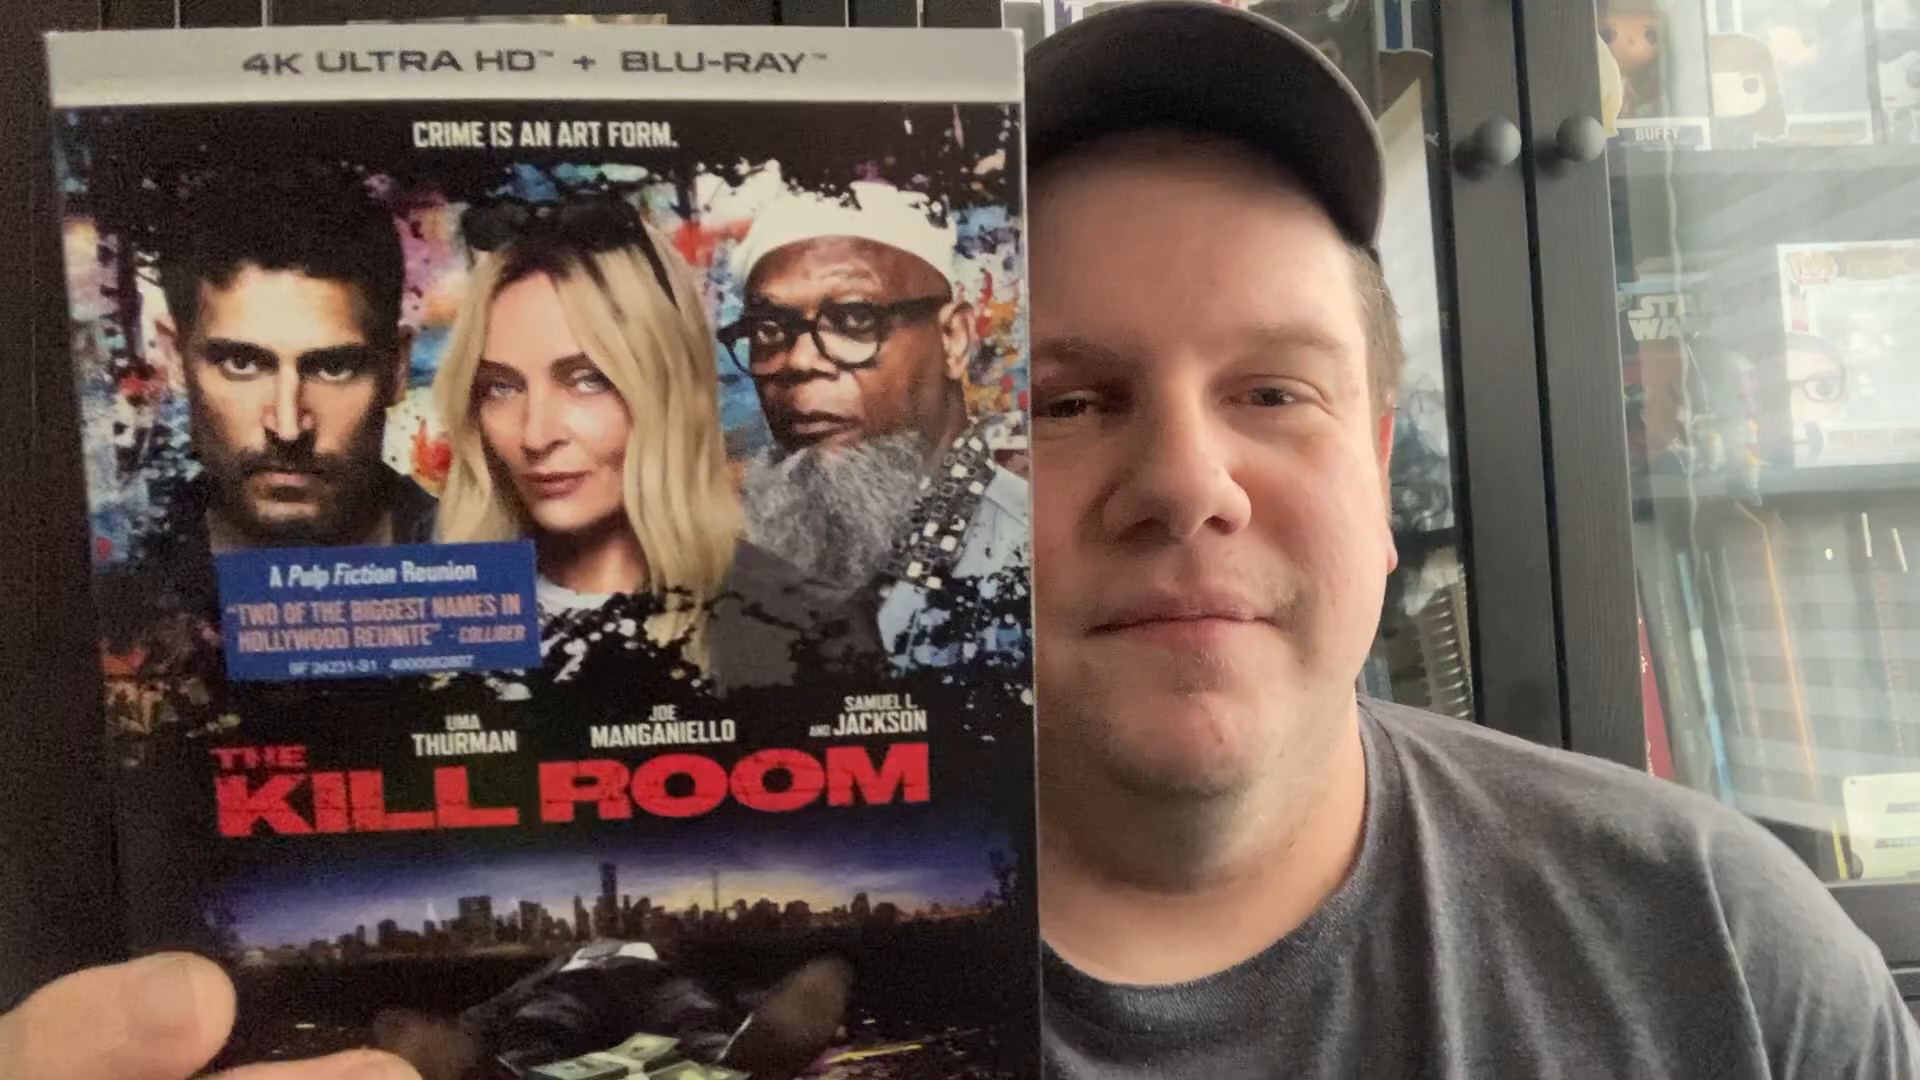 4K ULTRA HD™ + BLU-RAY™
CRIME IS AN ART FORM.
A Pulp Fiction Reunion
"TWO OF THE BIGGEST NAMES IN
HOLLYWOOD REUNITE" - COLLIDER
UMA
THURMAN
JOE
MANGANIELLO
SAMUEL L.
AND JACKSON
THE
KILL ROOM
BUFFY
STAR
WARS